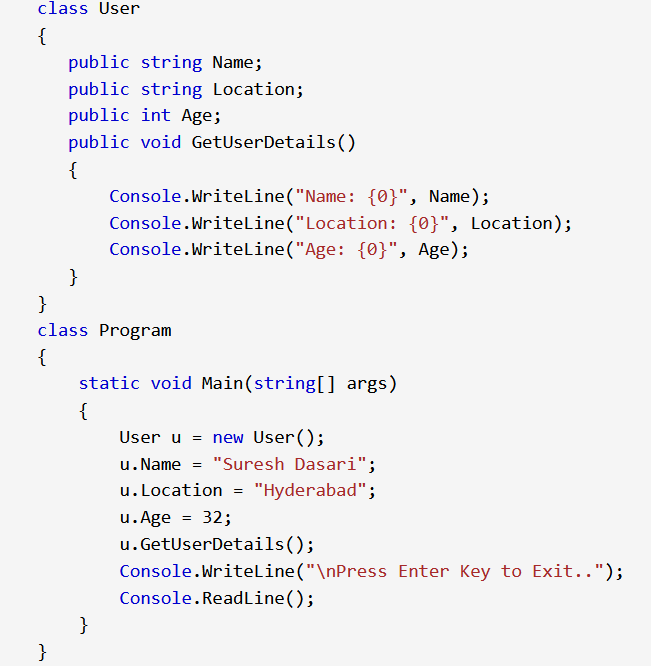 class User
{
public string Name;
public string Location;
public int Age;
public void GetUserDetails()
{
Console.WriteLine("Name: {0}", Name);
Console.WriteLine("Location: {0}", Location);
Console.WriteLine("Age: {0}", Age);
}
}
class Program
{
static void Main(string[] args)
{
User u = new User();
u.Name = "Suresh Dasari";
u.Location = "Hyderabad";
u.Age = 32;
u.GetUserDetails();
Console.WriteLine("\nPress Enter Key to Exit..");
Console.ReadLine();
}
}